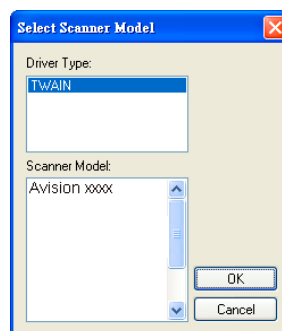 Select Scanner Model
Driver Type:
TWAIN
Scanner Model:
Avision xxxx
OK
Cancel